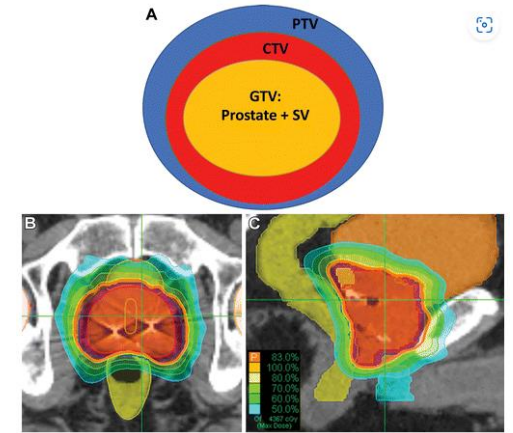 A
PTV
CTV
GTV:
Prostate + SV
B
C
P 83.0%
100.0%
80.0%
70.0%
60.0%
50.0%
Of 4367 cGy
(Max Dose)